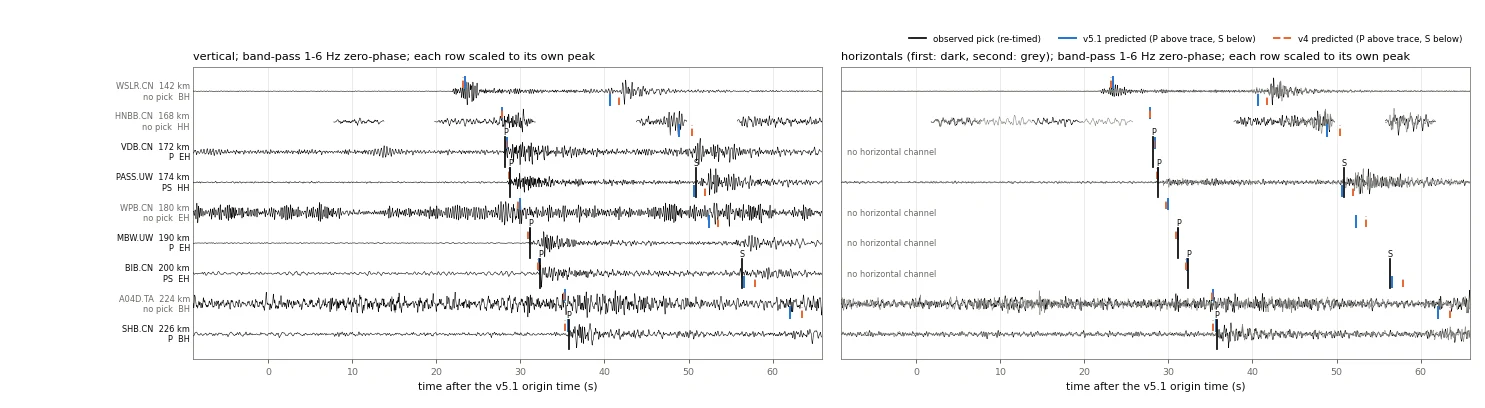 observed pick (re-timed) v5.1 predicted (P above trace, S below) v4 predicted (P above trace, S below)
vertical; band-pass 1-6 Hz zero-phase; each row scaled to its own peak
horizontals (first: dark, second: grey); band-pass 1-6 Hz zero-phase; each row scaled to its own peak
WSLR.CN 142 km
no pick BH
HNBB.CN 168 km
no pick HH
P
P
VDB.CN 172 km
P EH
no horizontal channel
P S
P S
PASS.UW 174 km
PS HH
WPB.CN 180 km
no pick EH
no horizontal channel
P
P
MBW.UW 190 km
P EH
no horizontal channel
P S
P S
BIB.CN 200 km
PS EH
no horizontal channel
A04D.TA 224 km
no pick BH
P
P
SHB.CN 226 km
P BH
0 10 20 30 40 50 60
0 10 20 30 40 50 60
time after the v5.1 origin time (s)
time after the v5.1 origin time (s)